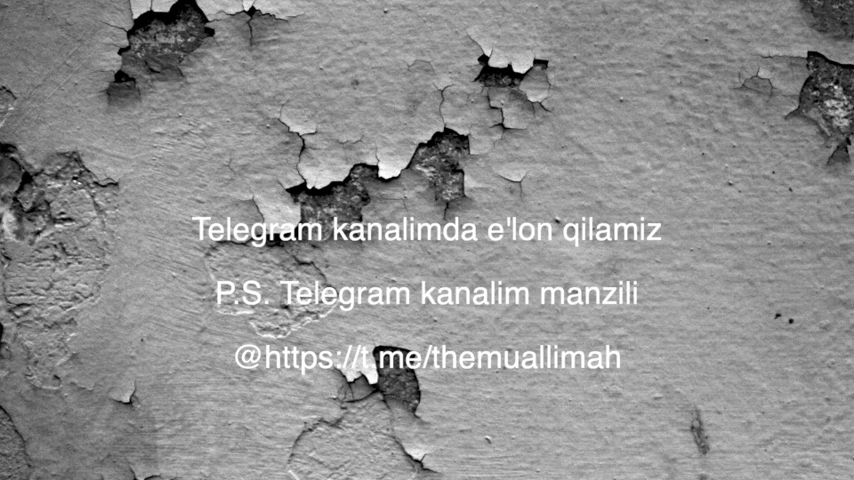 Telegram kanalimda e'lon qilamiz
P.S. Telegram kanalim manzili
@https://t.me/themuallimah